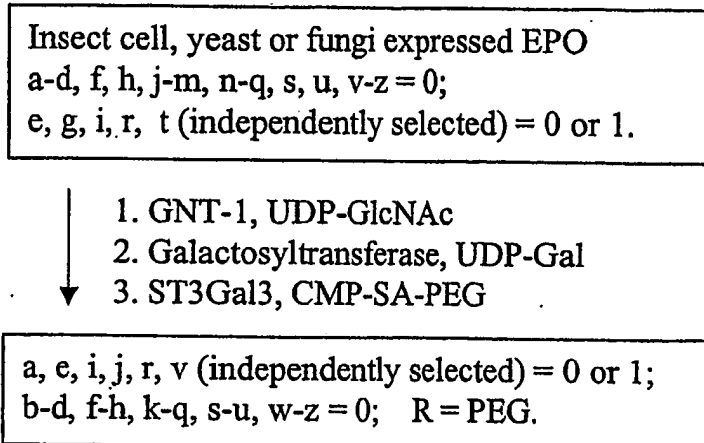 Insect cell, yeast or fungi expressed EPO
a-d, f, h, j-m, n-q, s, u, v-z = 0;
e, g, i, r, t (independently selected) = 0 or 1.
1. GNT-1, UDP-GlcNAc
2. Galactosyltransferase, UDP-Gal
3. ST3Gal3, CMP-SA-PEG
a, e, i, j, r, v (independently selected) = 0 or 1;
b-d, f-h, k-q, s-u, w-z = 0; R = PEG.